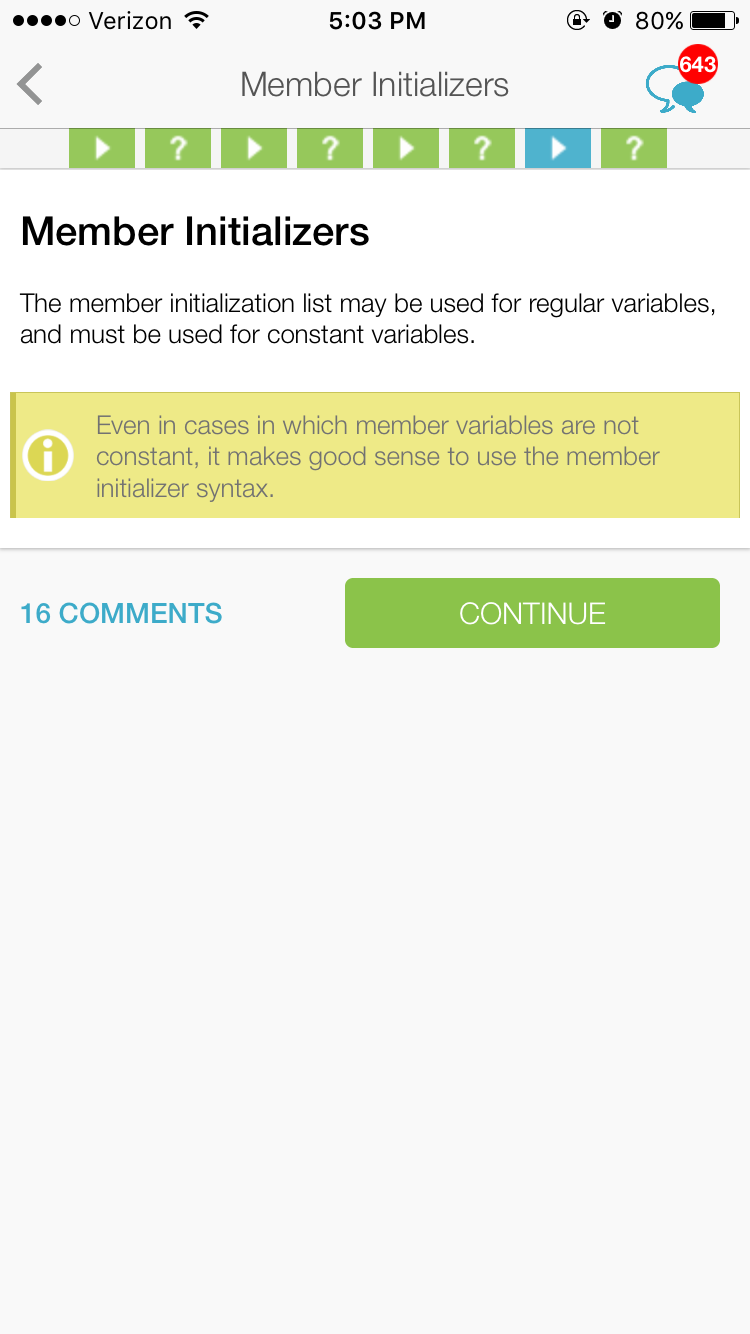 Verizon 5:03 PM 80%
Member Initializers 643
? ? ? ?
Member Initializers
The member initialization list may be used for regular variables,
and must be used for constant variables.
Even in cases in which member variables are not
constant, it makes good sense to use the member
initializer syntax.
16 COMMENTS CONTINUE